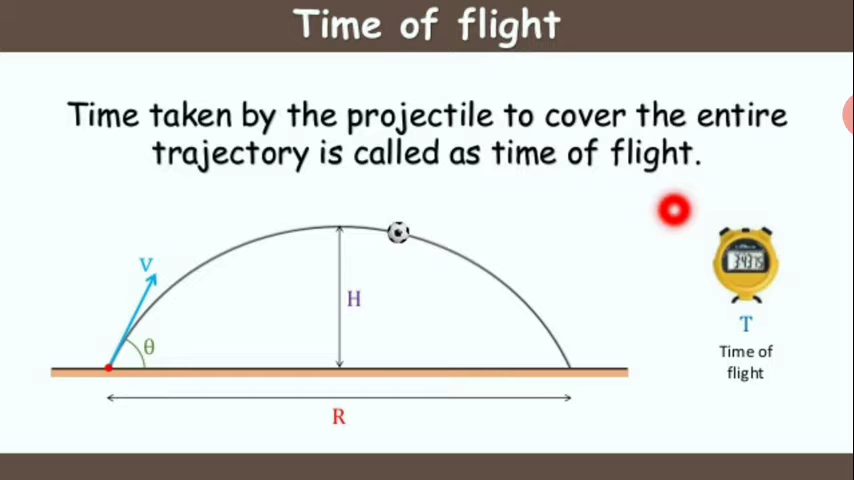 Time of flight
Time taken by the projectile to cover the entire
trajectory is called as time of flight.
v
θ
H
R
T
Time of
flight